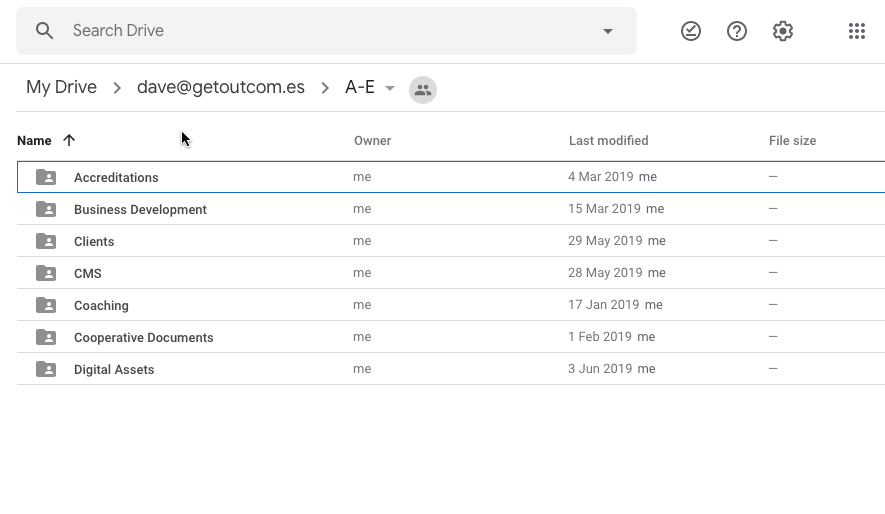 Search Drive
My Drive > dave@getoutcom.es > A-E
Name Owner Last modified File size
Accreditations me 4 Mar 2019 me —
Business Development me 15 Mar 2019 me —
Clients me 29 May 2019 me —
CMS me 28 May 2019 me —
Coaching me 17 Jan 2019 me —
Cooperative Documents me 1 Feb 2019 me —
Digital Assets me 3 Jun 2019 me —